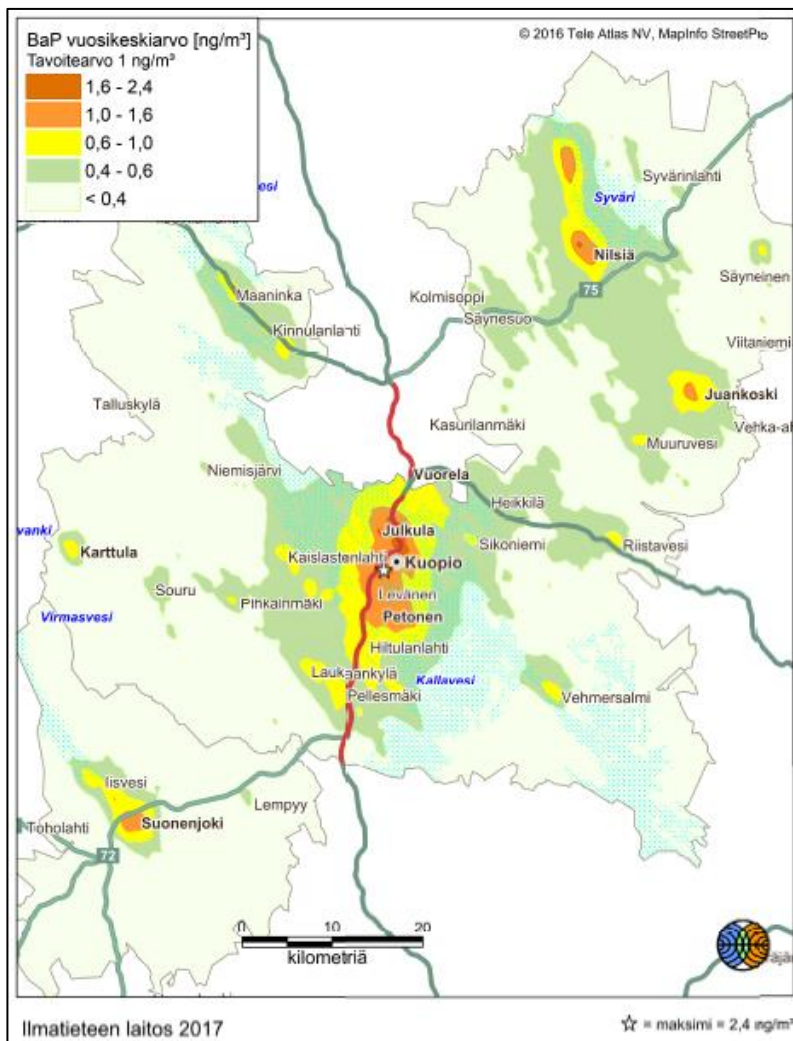 BaP vuosikeskiarvo [ng/m³]
Tavoitearvo 1 ng/m³
1,6 - 2,4
1,0 - 1,6
0,6 - 1,0
0,4 - 0,6
< 0,4
© 2016 Tele Atlas NV, MapInfo StreetPro
Syvärinlahti
Syväri
Nilsiä
Säyneinen
75
Maaninka
Kolmisoppi
Säynesuo
Kinnulanlahti
Viitaniemi
Talluskylä
Juankoski
Kasurilanmäki
Vehka-ah
Muuruvesi
Niemisjärvi
Vuorela
Heikkilä
Julkula
vanki
Karttula
Kaislastenlahti
Sikoniemi
Riistavesi
Kuopio
Souru
Pihkainmäki
Levänen
Virmasvesi
Petonen
Hiltulanlahti
Laukaankylä
Kallavesi
Pellesmäki
Vehmersalmi
Iisvesi
Lempyy
Toholahti
Suonenjoki
72
0 10 20
kilometriä
Ilmatieteen laitos 2017
☆ = maksimi = 2,4 ng/m³